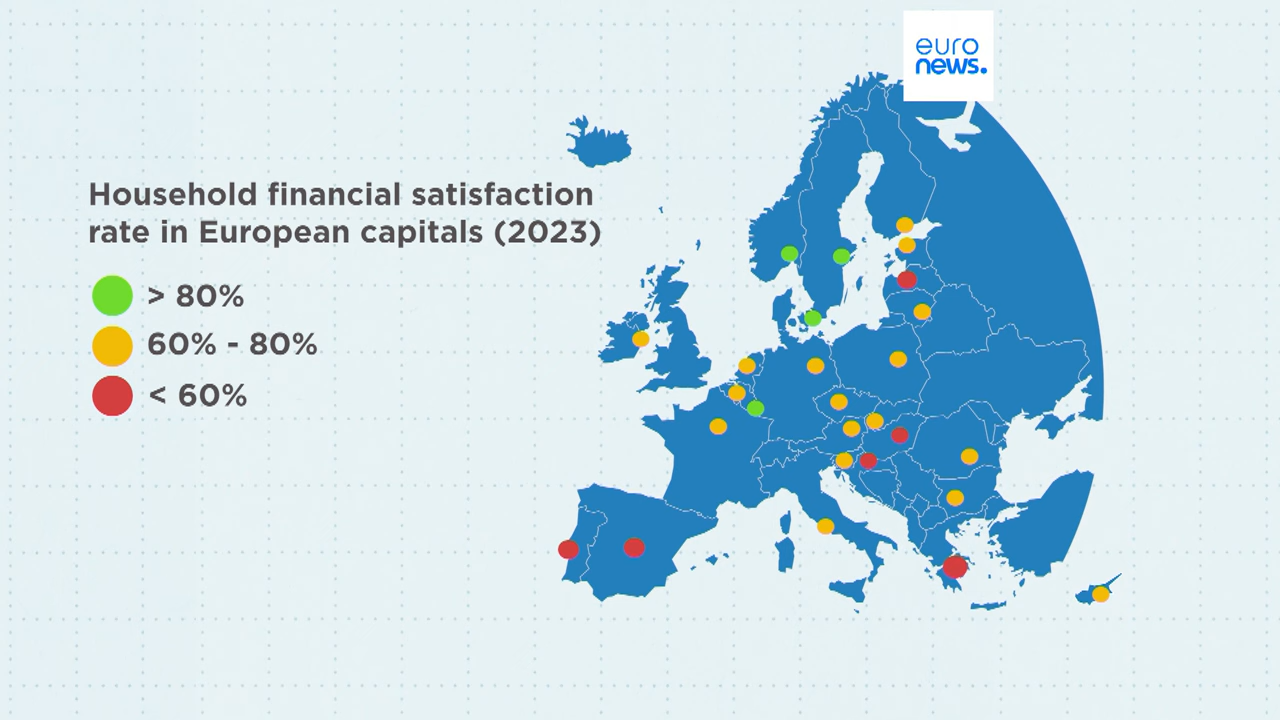 euro
news.
Household financial satisfaction
rate in European capitals (2023)
> 80%
60% - 80%
< 60%